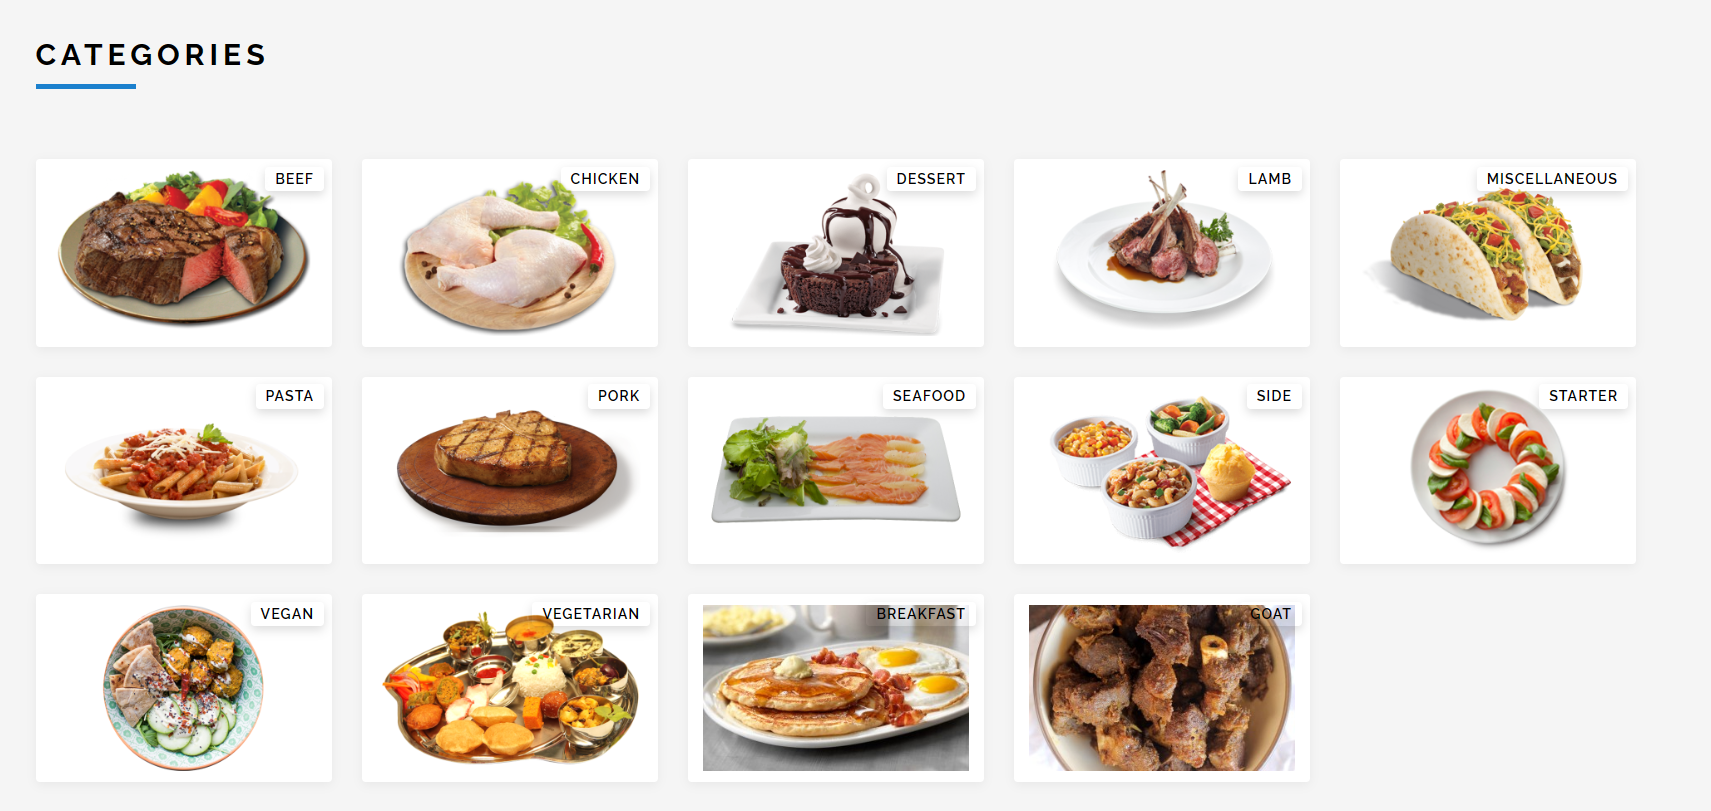 CATEGORIES
BEEF
CHICKEN
DESSERT
LAMB
MISCELLANEOUS
PASTA
PORK
SEAFOOD
SIDE
STARTER
VEGAN
VEGETARIAN
BREAKFAST
GOAT